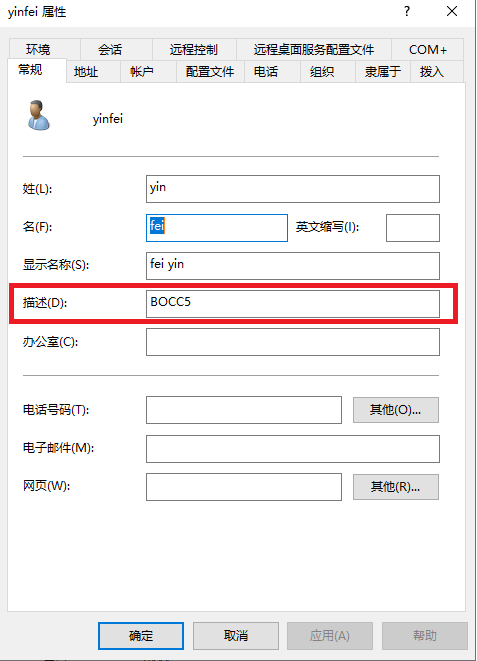 yinfei 属性
?
环境 会话 远程控制 远程桌面服务配置文件 COM+
常规 地址 帐户 配置文件 电话 组织 隶属于 拨入
yinfei
姓(L): yin
名(F): fei 英文缩写(I):
显示名称(S): fei yin
描述(D): BOCC5
办公室(C):
电话号码(T): 其他(O)...
电子邮件(M):
网页(W): 其他(R)...
确定 取消 应用(A) 帮助